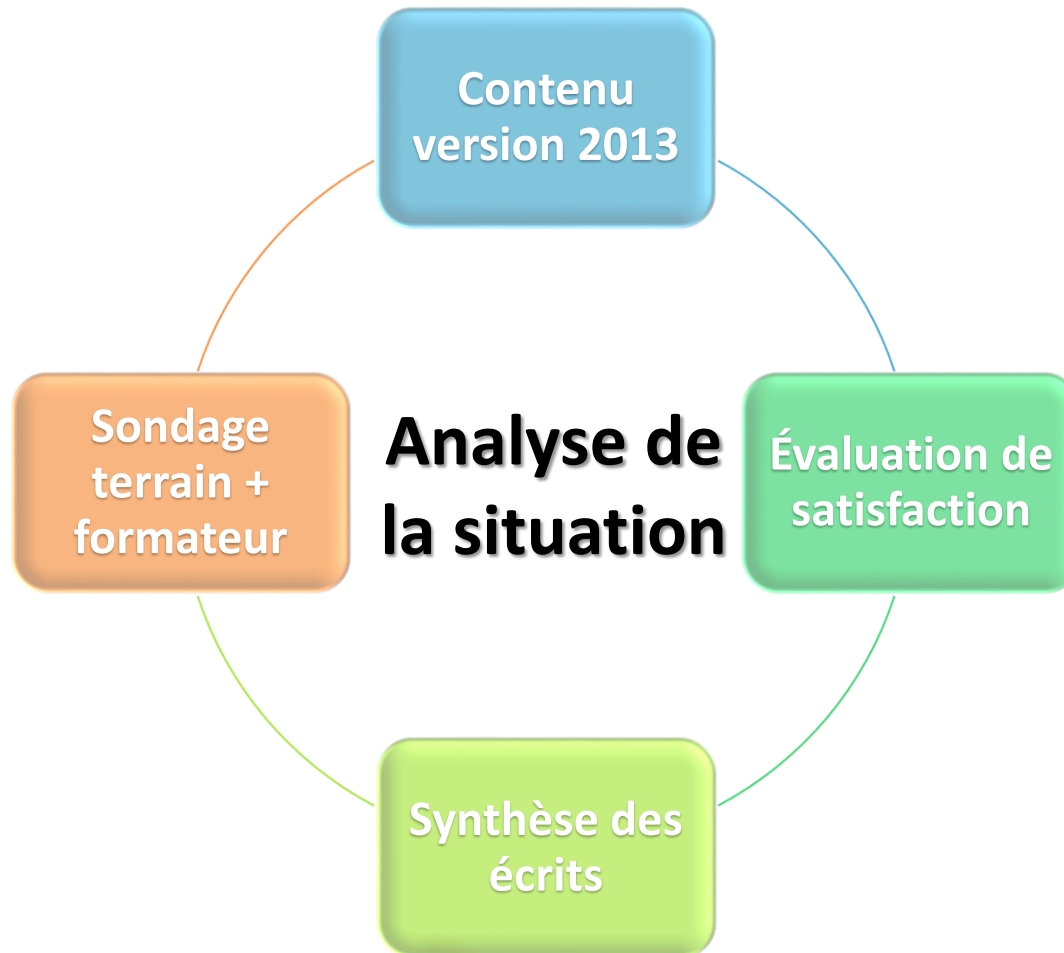 Contenu
version 2013
Sondage
terrain +
formateur
Analyse de
la situation
Évaluation de
satisfaction
Synthèse des
écrits